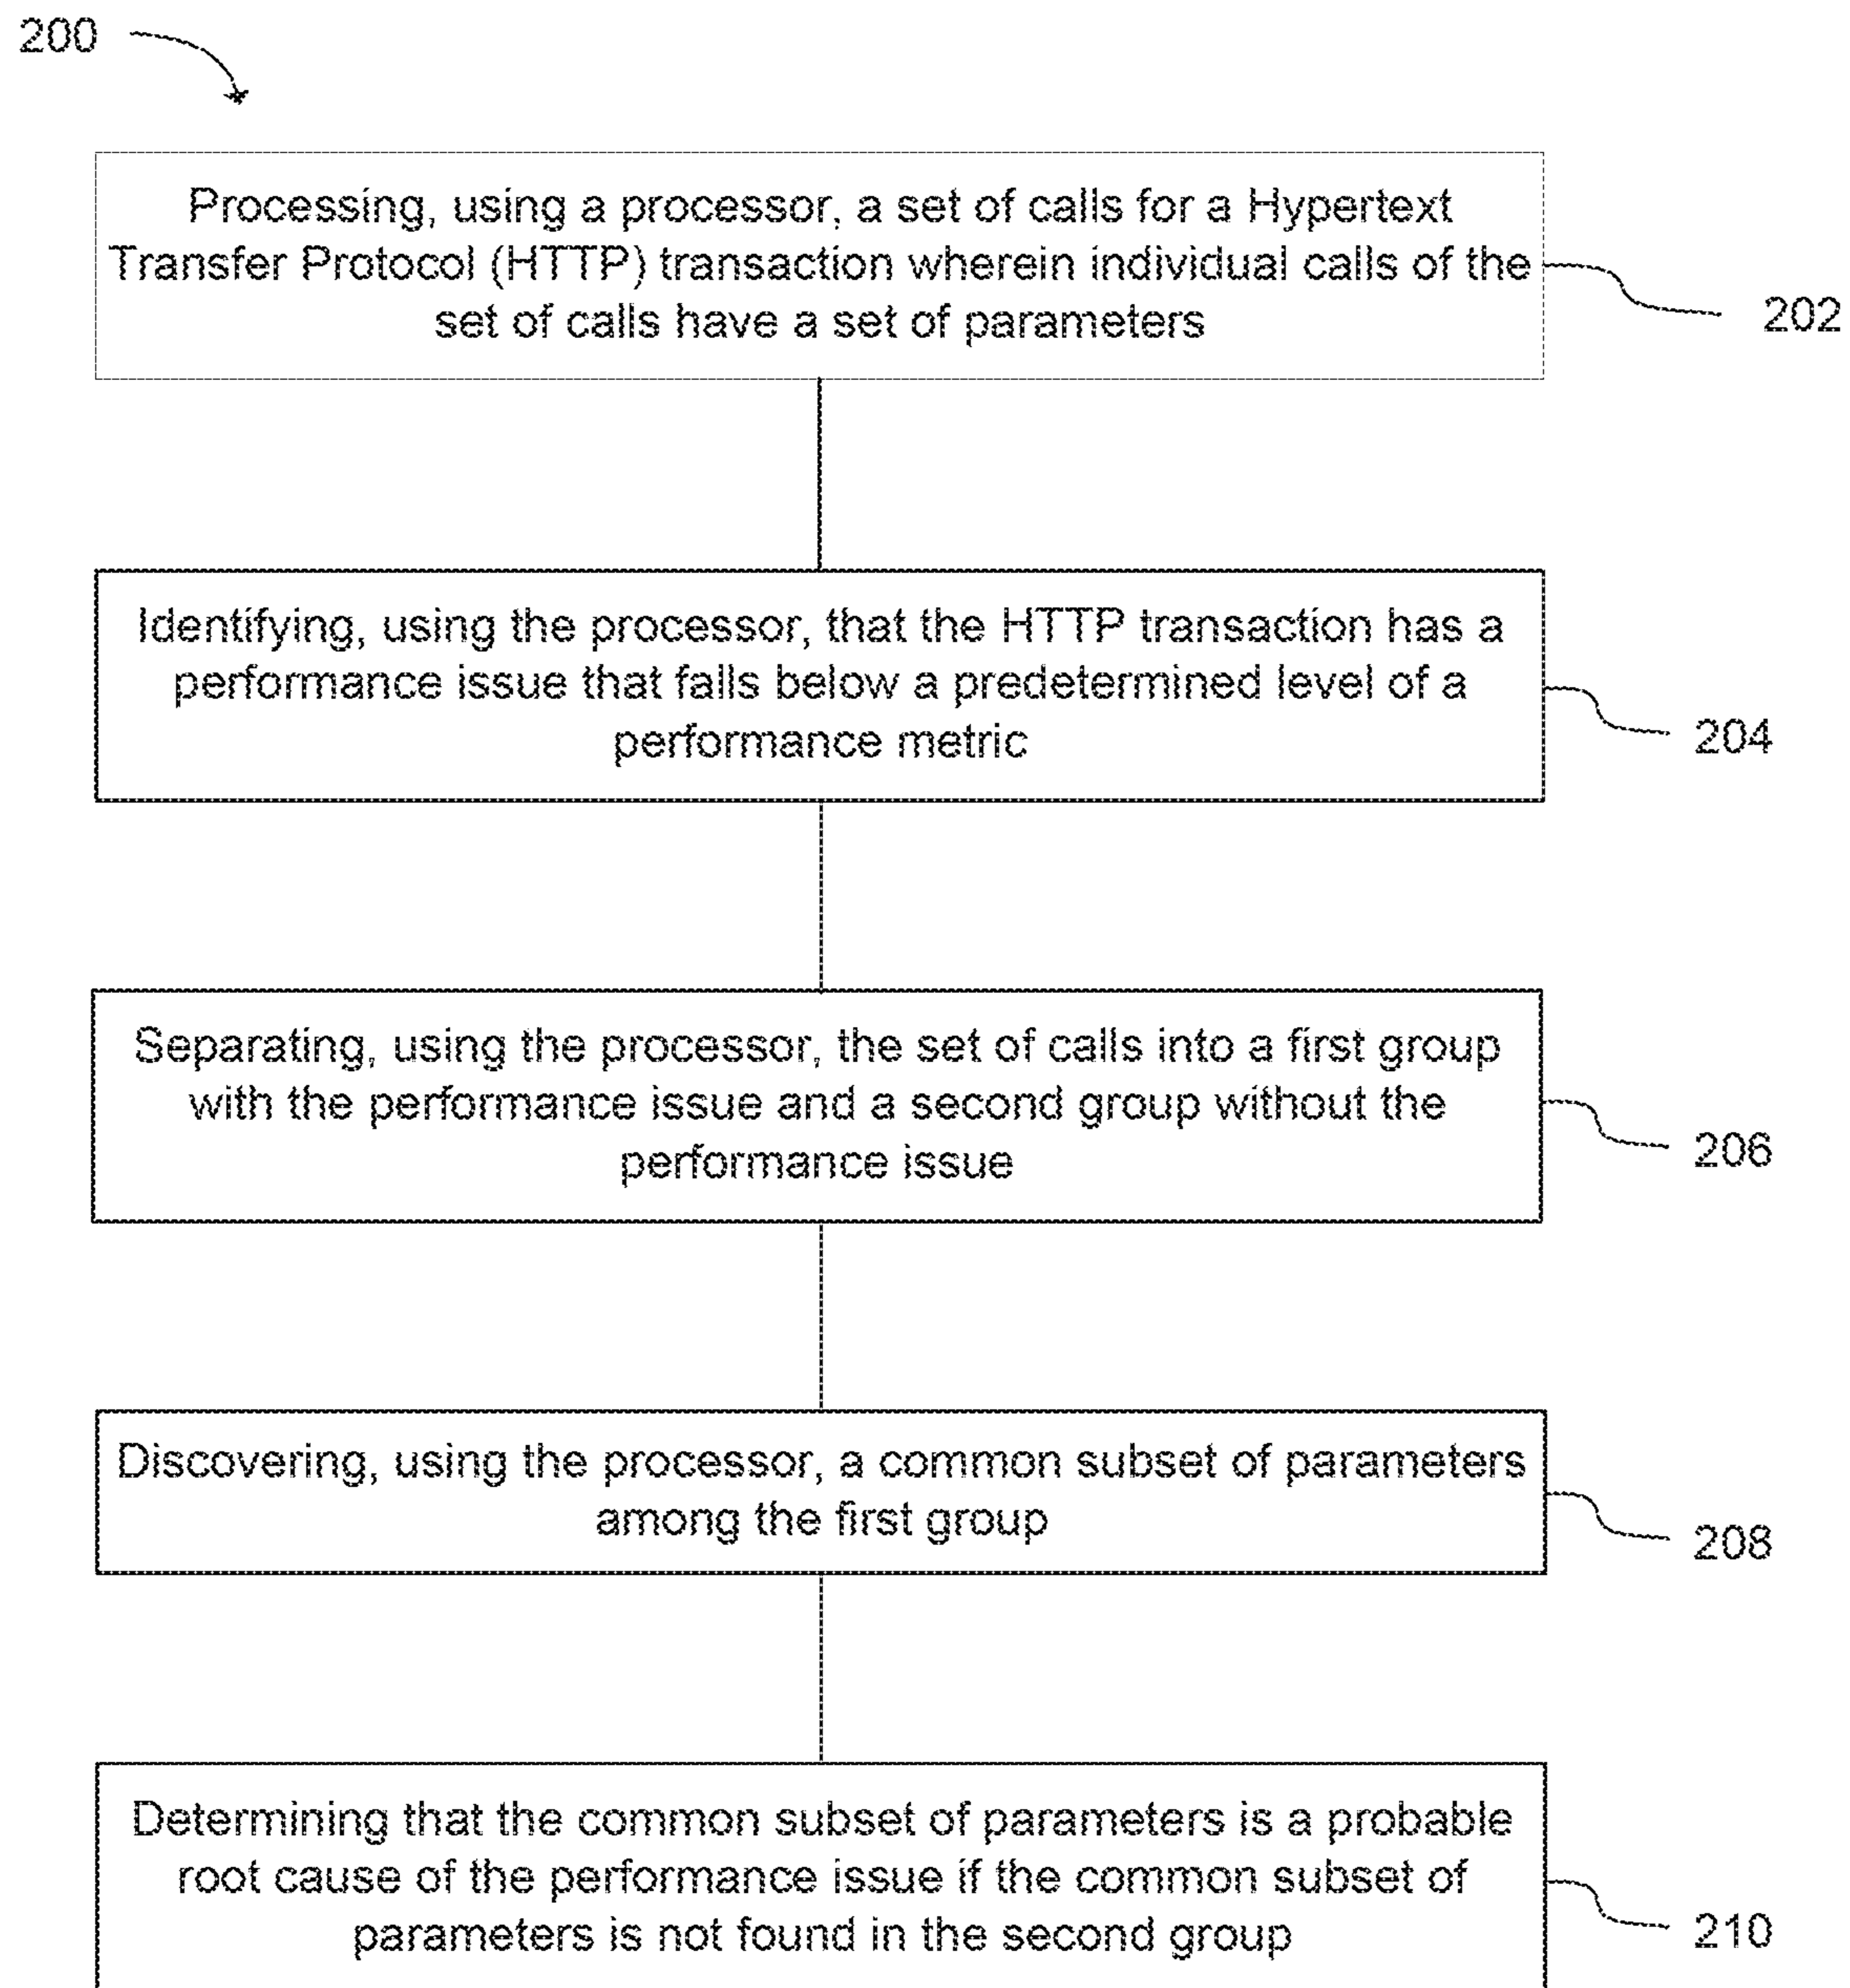 200
Processing, using a processor, a set of calls for a Hypertext
Transfer Protocol (HTTP) transaction wherein individual calls of the
set of calls have a set of parameters
202
Identifying, using the processor, that the HTTP transaction has a
performance issue that falls below a predetermined level of a
performance metric
204
Separating, using the processor, the set of calls into a first group
with the performance issue and a second group without the
performance issue
206
Discovering, using the processor, a common subset of parameters
among the first group
208
Determining that the common subset of parameters is a probable
root cause of the performance issue if the common subset of
parameters is not found in the second group
210